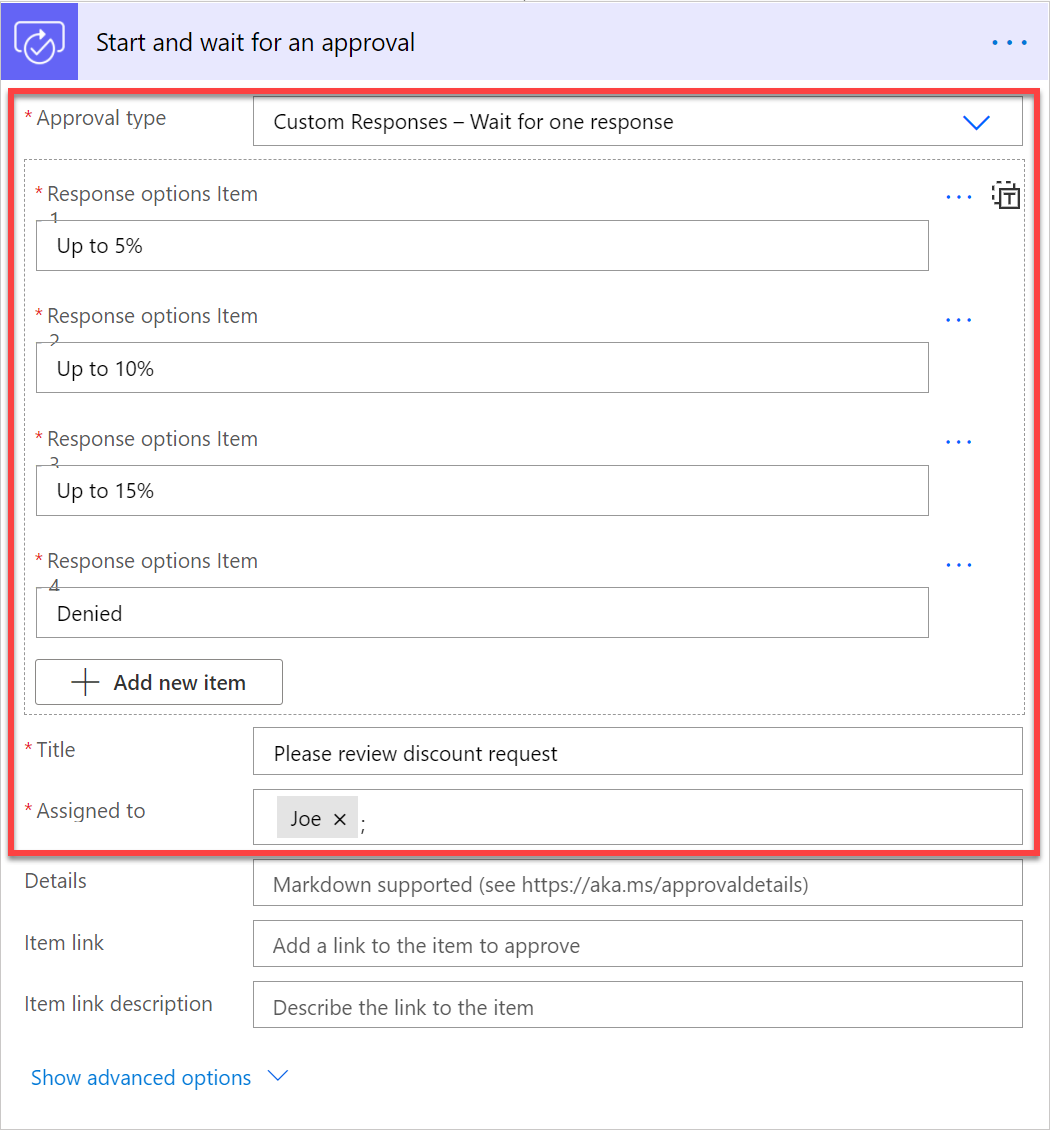 Start and wait for an approval
* Approval type
Custom Responses – Wait for one response
* Response options Item
1
Up to 5%
* Response options Item
2
Up to 10%
* Response options Item
3
Up to 15%
* Response options Item
4
Denied
Add new item
* Title
Please review discount request
* Assigned to
Joe × ;
Details
Markdown supported (see https://aka.ms/approvaldetails)
Item link
Add a link to the item to approve
Item link description
Describe the link to the item
Show advanced options